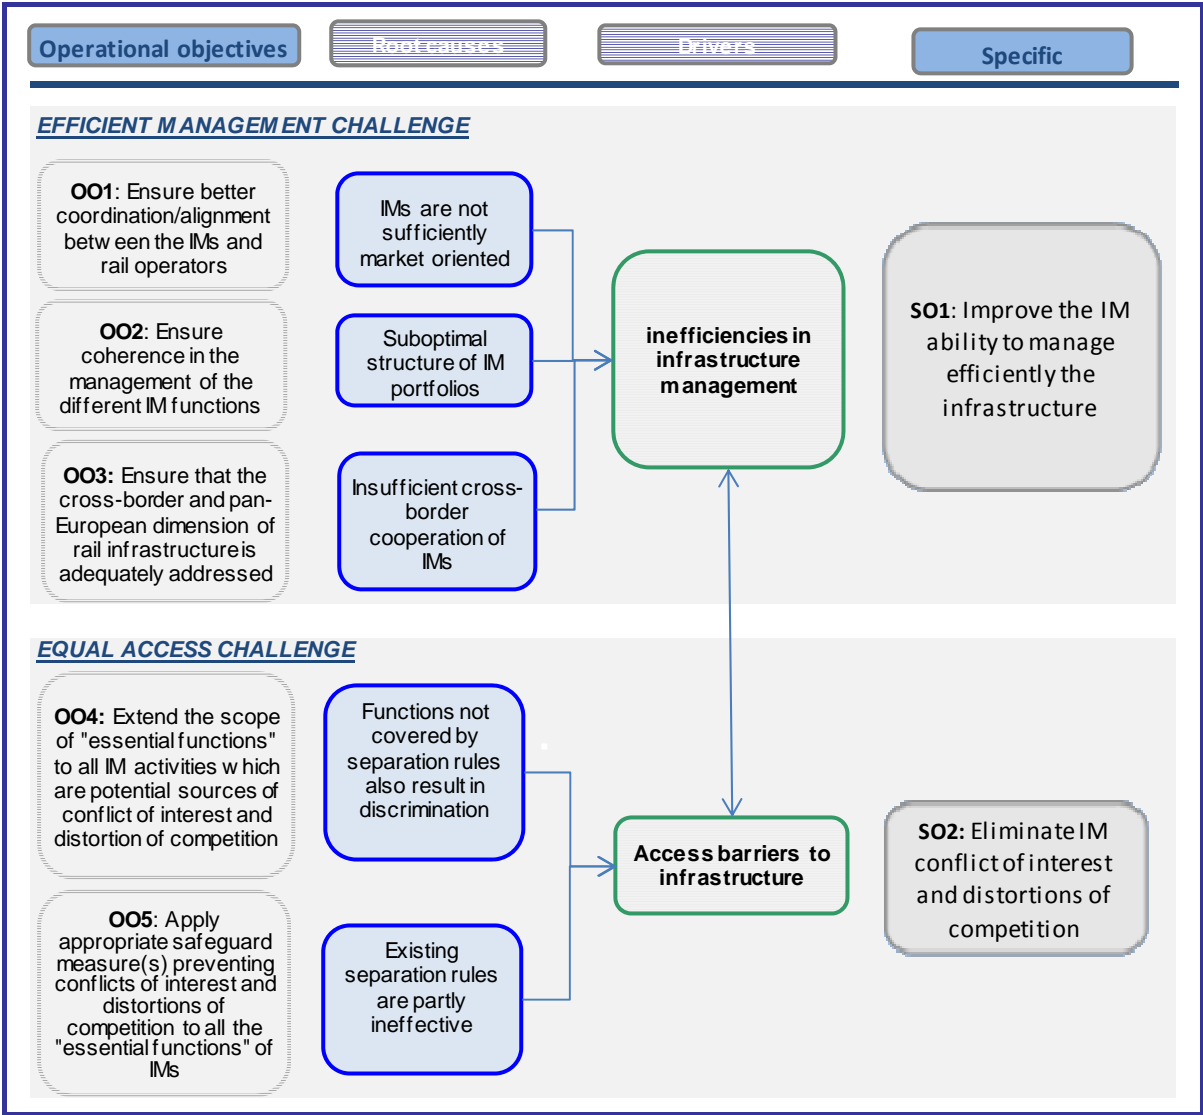 Operational objectives
Root causes
Drivers
Specific
EFFICIENT MANAGEMENT CHALLENGE
OO1: Ensure better
coordination/alignment
between the IMs and
rail operators
IMs are not
sufficiently
market oriented
OO2: Ensure
coherence in the
management of the
different IM functions
Suboptimal
structure of IM
portfolios
inefficiencies in
infrastructure
management
SO1: Improve the IM
ability to manage
efficiently the
infrastructure
OO3: Ensure that the
cross-border and pan-
European dimension of
rail infrastructure is
adequately addressed
Insufficient cross-
border
cooperation of
IMs
EQUAL ACCESS CHALLENGE
OO4: Extend the scope
of "essential functions"
to all IM activities which
are potential sources of
conflict of interest and
distortion of competition
Functions not
covered by
separation rules
also result in
discrimination
Access barriers to
infrastructure
SO2: Eliminate IM
conflict of interest
and distortions of
competition
OO5: Apply
appropriate safeguard
measure(s) preventing
conflicts of interest and
distortions of
competition to all the
"essential functions" of
IMs
Existing
separation rules
are partly
ineffective